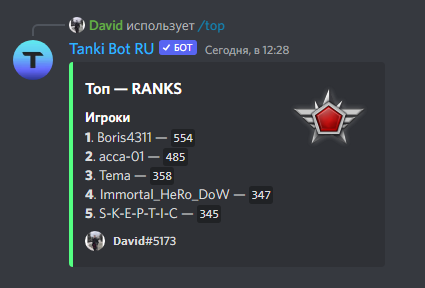 David использует /top
Tanki Bot RU ✓ БОТ Сегодня, в 12:28
Топ — RANKS
Игроки
1. Boris4311 — 554
2. acca-01 — 485
3. Tema — 358
4. Immortal_HeRo_DoW — 347
5. S-K-E-P-T-I-C — 345
David#5173